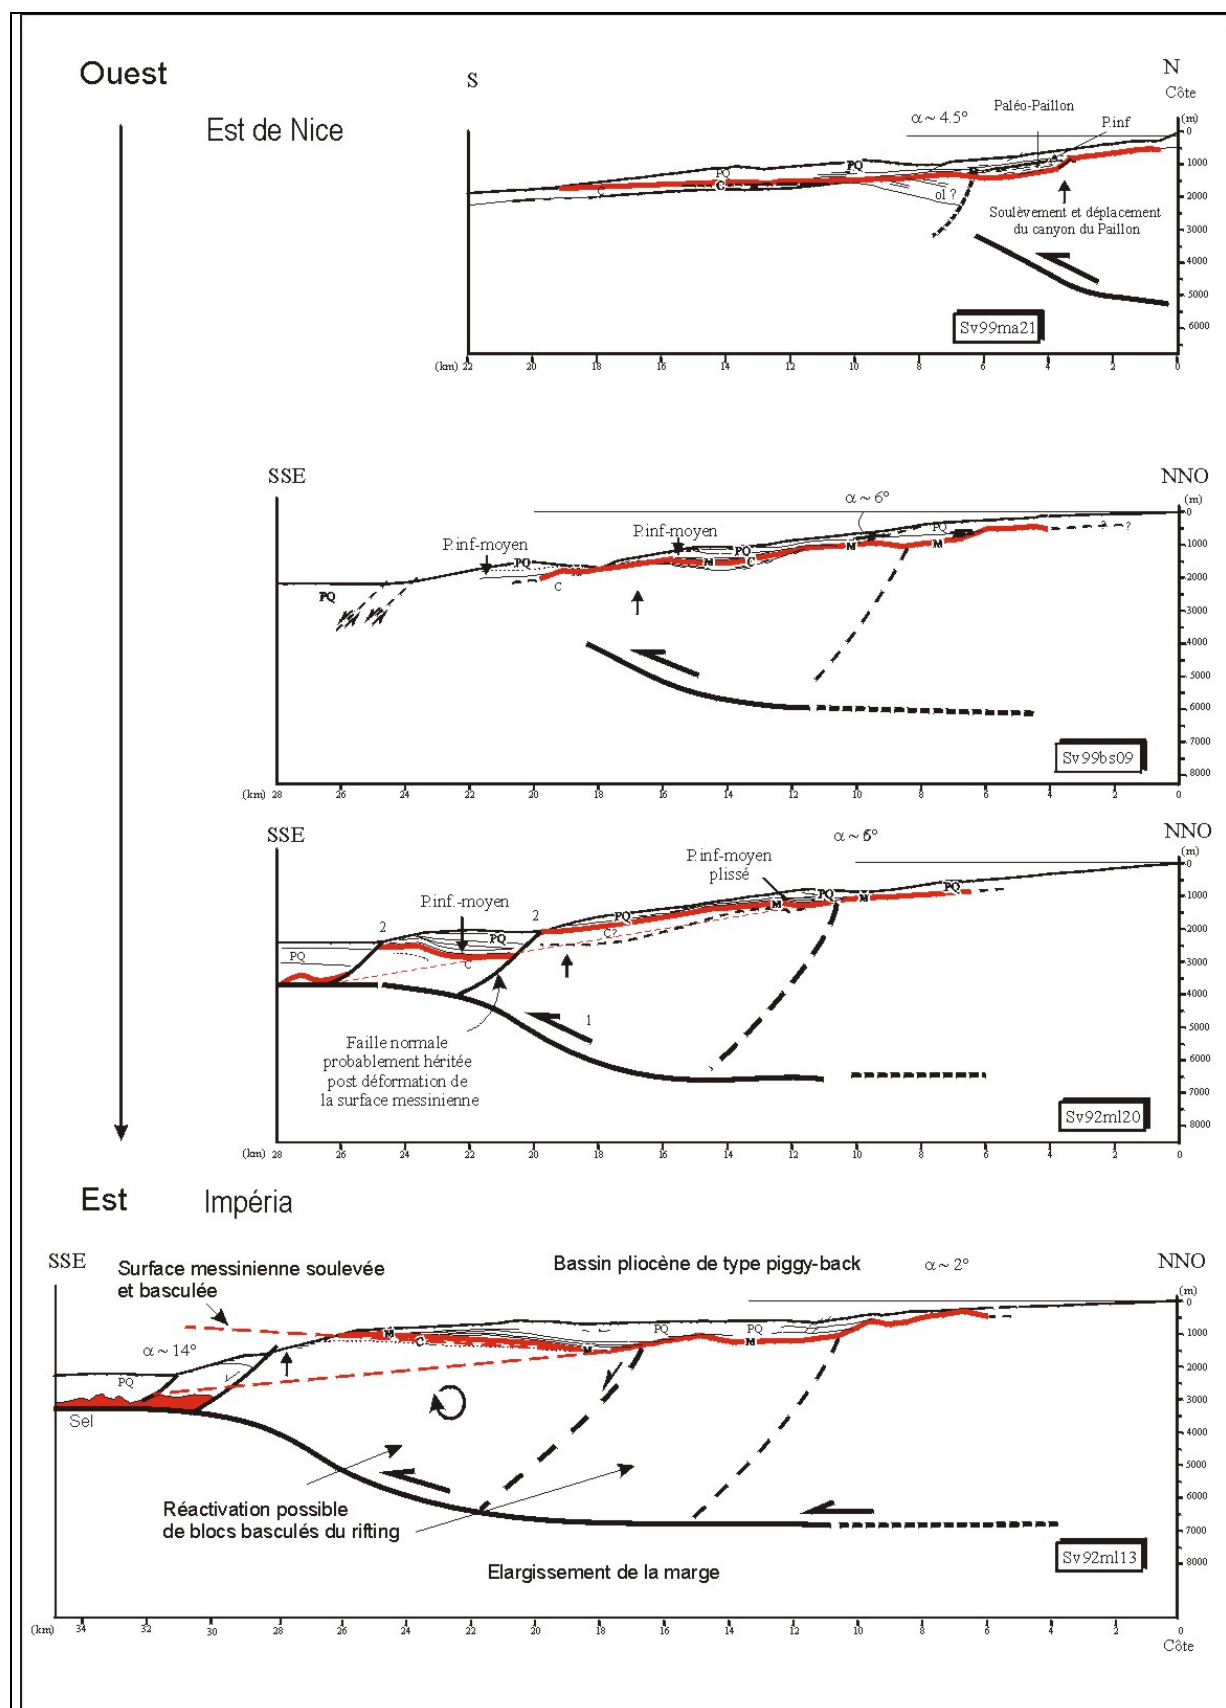 Ouest
Est de Nice
S
N
Côte
(m)
α ~ 4.5°
Paléo-Paillon
P.inf
PQ
PQ
C
C
M
ol ?
Soulèvement et déplacement
du canyon du Paillon
Sv99ma21
0
1000
2000
3000
4000
5000
6000
(km) 22 20 18 16 14 12 10 8 6 4 2 0
SSE
NNO
(m)
α ~ 6°
P.inf-moyen
P.inf-moyen
PQ
PQ
PQ
PQ
M
C
M
M
C
? ?
Sv99bs09
0
1000
2000
3000
4000
5000
6000
7000
8000
(km) 28 26 24 22 20 18 16 14 12 10 8 6 4 2 0
SSE
NNO
(m)
α ~ 6°
P.inf-moyen
plissé
P.inf.-moyen
2
2
PQ
PQ
PQ
PQ
PQ
M
M
C?
C
1
Faille normale
probablement héritée
post déformation de
la surface messinienne
Sv92ml20
0
1000
2000
3000
4000
5000
6000
7000
8000
(km) 28 26 24 22 20 18 16 14 12 10 8 6 4 2 0
Est
Impéria
SSE
NNO
(m)
Surface messinienne soulevée
et basculée
Bassin pliocène de type piggy-back
α ~ 2°
α ~ 14°
PQ
PQ
PQ
M
C
M
M
Sel
Réactivation possible
de blocs basculés du rifting
Elargissement de la marge
Sv92ml13
0
1000
2000
3000
4000
5000
6000
7000
8000
(km) 34 32 30 28 26 24 22 20 18 16 14 12 10 8 6 4 2 0
Côte